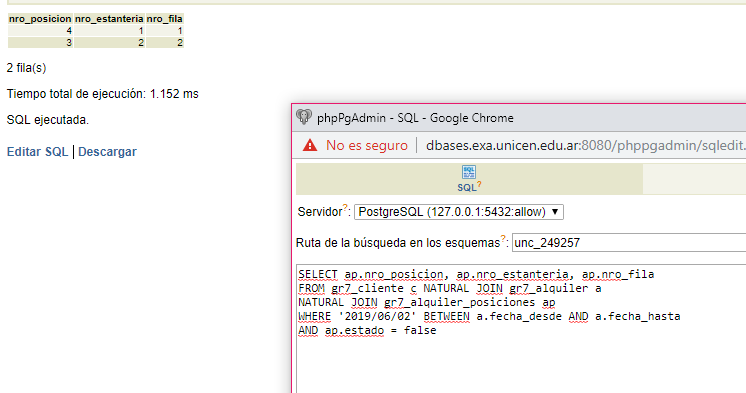 nro_posicion nro_estanteria nro_fila
4 1 1
3 2 2
2 fila(s)
Tiempo total de ejecución: 1.152 ms
SQL ejecutada.
Editar SQL | Descargar
phpPgAdmin - SQL - Google Chrome
No es seguro | dbases.exa.unicen.edu.ar:8080/phppgadmin/sqledit.
SQL
SQL?
Servidor?: PostgreSQL (127.0.0.1:5432:allow)
Ruta de la búsqueda en los esquemas?: unc_249257
SELECT ap.nro_posicion, ap.nro_estanteria, ap.nro_fila
FROM gr7_cliente c NATURAL JOIN gr7_alquiler a
NATURAL JOIN gr7_alquiler_posiciones ap
WHERE '2019/06/02' BETWEEN a.fecha_desde AND a.fecha_hasta
AND ap.estado = false